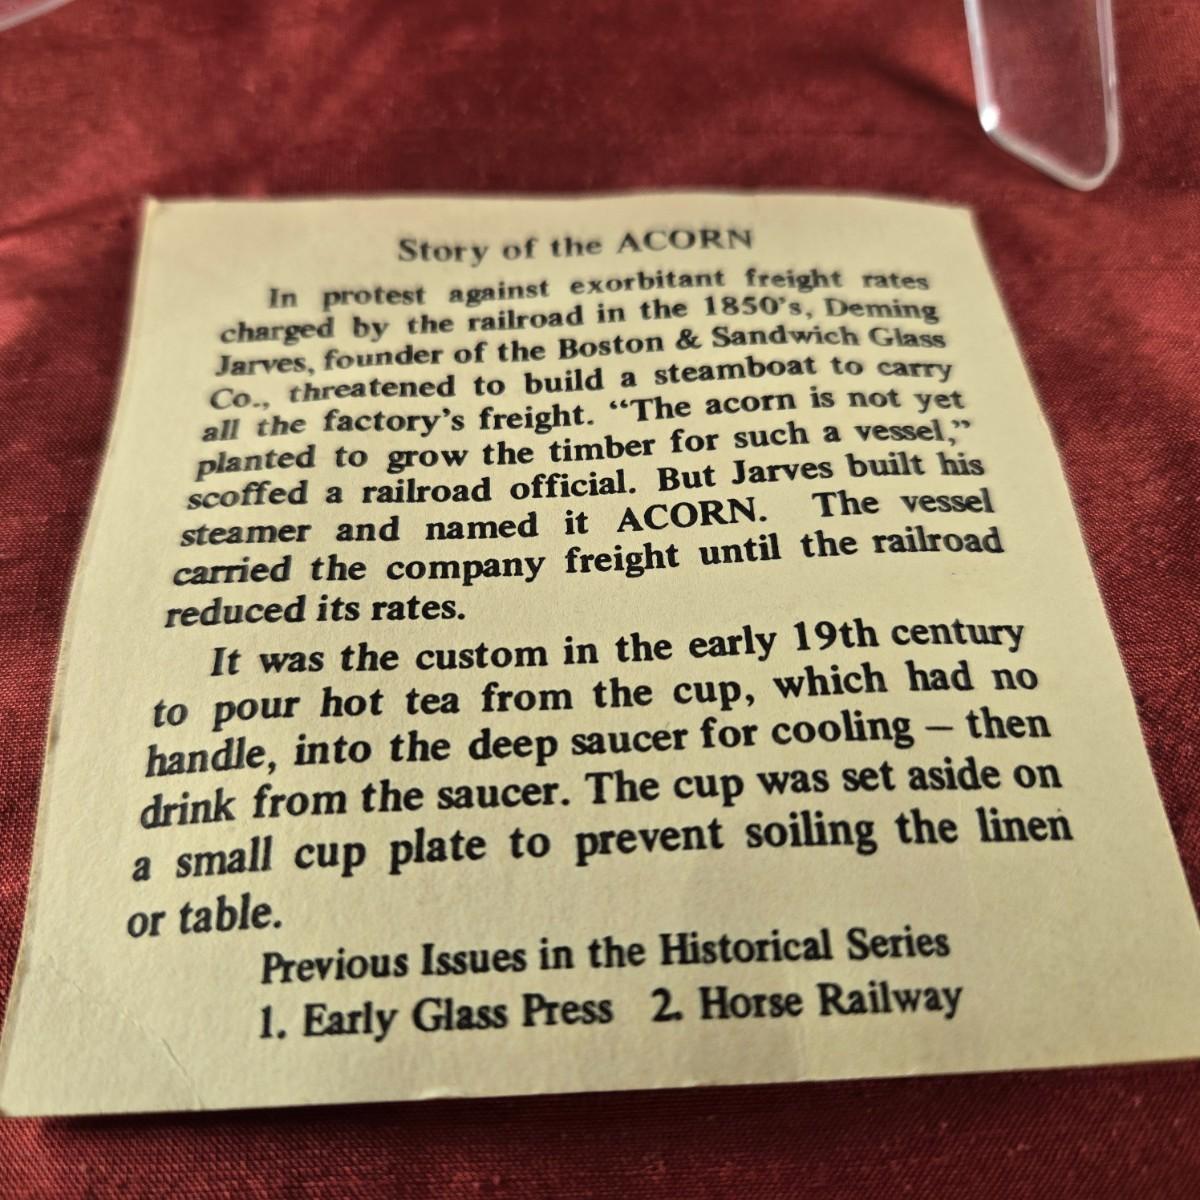 Story of the ACORN
In protest against exorbitant freight rates
charged by the railroad in the 1850's, Deming
Jarves, founder of the Boston & Sandwich Glass
Co., threatened to build a steamboat to carry
all the factory's freight. “The acorn is not yet
planted to grow the timber for such a vessel,”
scoffed a railroad official. But Jarves built his
steamer and named it ACORN. The vessel
carried the company freight until the railroad
reduced its rates.
It was the custom in the early 19th century
to pour hot tea from the cup, which had no
handle, into the deep saucer for cooling – then
drink from the saucer. The cup was set aside on
a small cup plate to prevent soiling the linen
or table.
Previous Issues in the Historical Series
1. Early Glass Press 2. Horse Railway